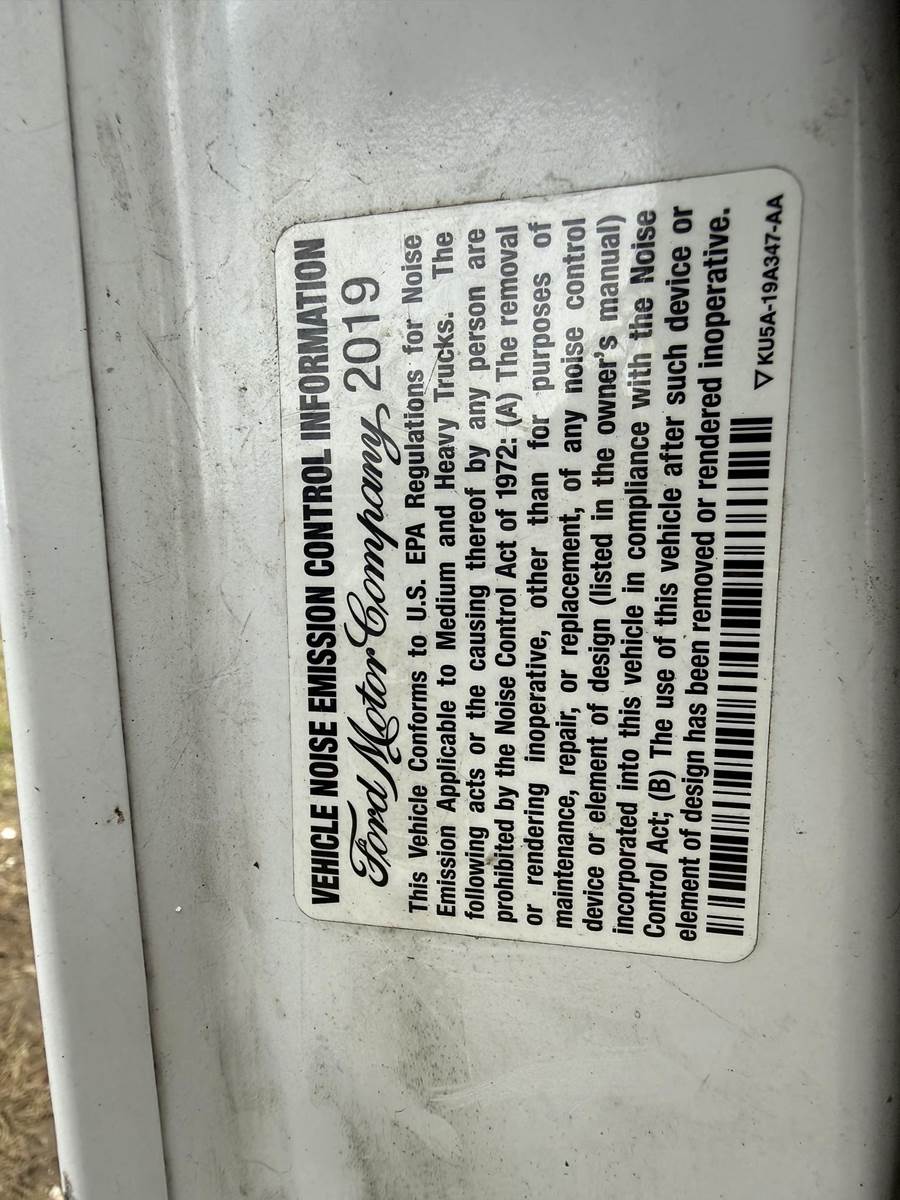 VEHICLE NOISE EMISSION CONTROL INFORMATION
Ford Motor Company, 2019
This Vehicle Conforms to U.S. EPA Regulations for Noise
Emission Applicable to Medium and Heavy Trucks. The
following acts or the causing thereof by any person are
prohibited by the Noise Control Act of 1972: (A) The removal
or rendering inoperative, other than for purposes of
maintenance, repair, or replacement, of any noise control
device or element of design (listed in the owner's manual)
incorporated into this vehicle in compliance with the Noise
Control Act; (B) The use of this vehicle after such device or
element of design has been removed or rendered inoperative.
▽ KU5A-19A347-AA